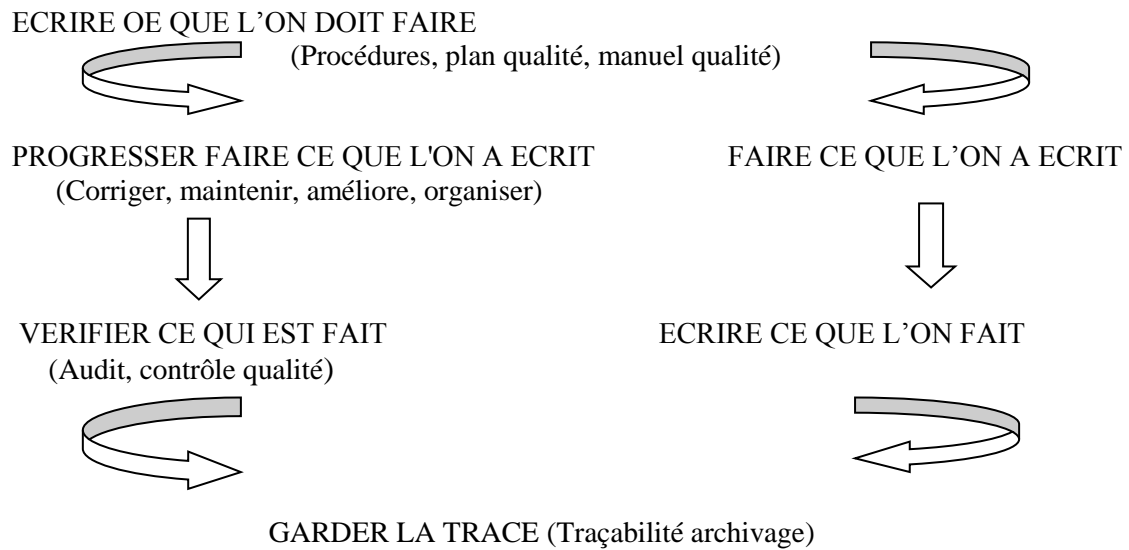 ECRIRE OE QUE L'ON DOIT FAIRE
(Procédures, plan qualité, manuel qualité)
PROGRESSER FAIRE CE QUE L'ON A ECRIT
FAIRE CE QUE L'ON A ECRIT
(Corriger, maintenir, améliore, organiser)
VERIFIER CE QUI EST FAIT
ECRIRE CE QUE L'ON FAIT
(Audit, contrôle qualité)
GARDER LA TRACE (Traçabilité archivage)